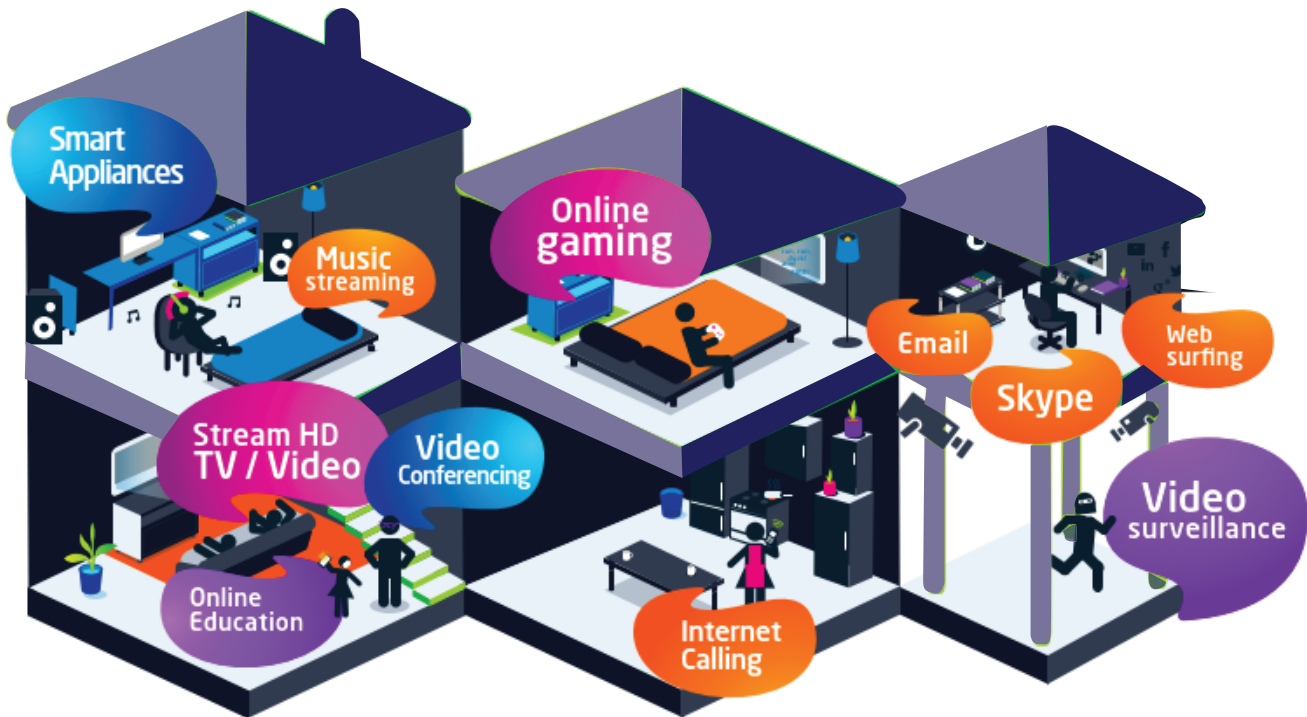 Smart
Appliances
Music
streaming
Online
gaming
Email
Skype
Web
surfing
Stream HD
TV / Video
Video
Conferencing
Online
Education
Internet
Calling
Video
surveillance